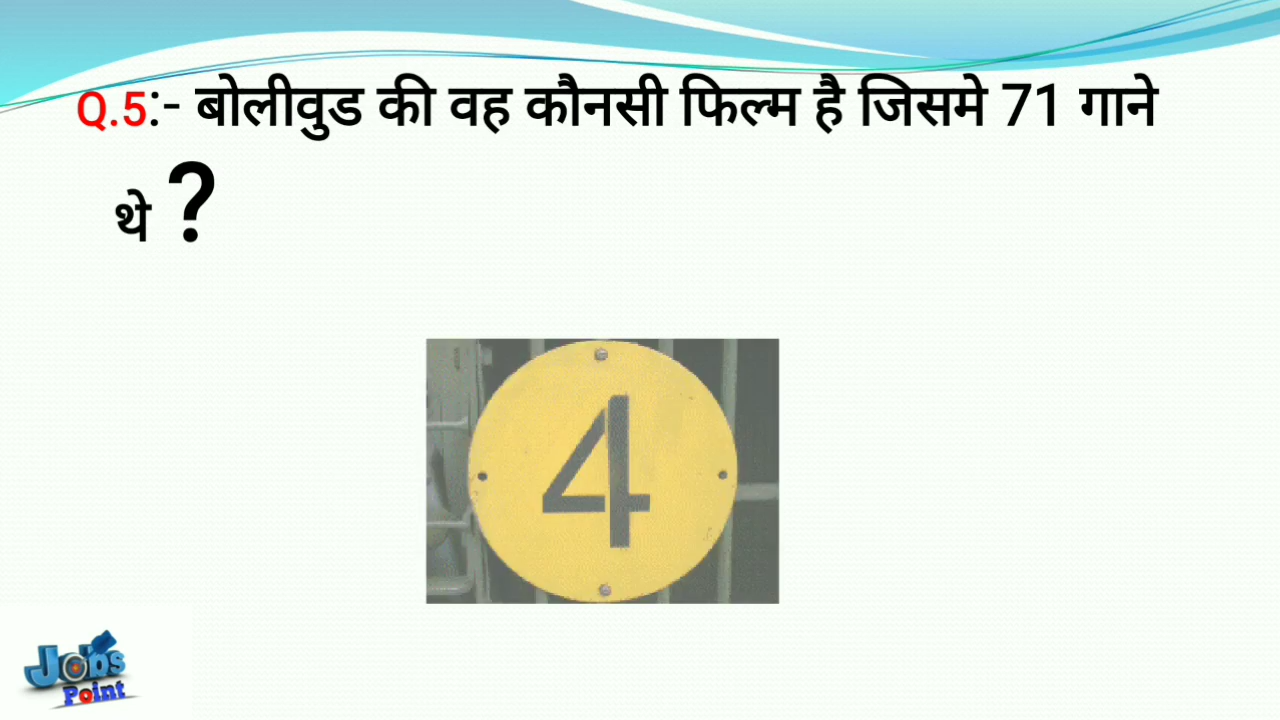 Q.5:- बोलीवुड की वह कौनसी फिल्म है जिसमे 71 गाने
थे ?
4
Jobs
Point